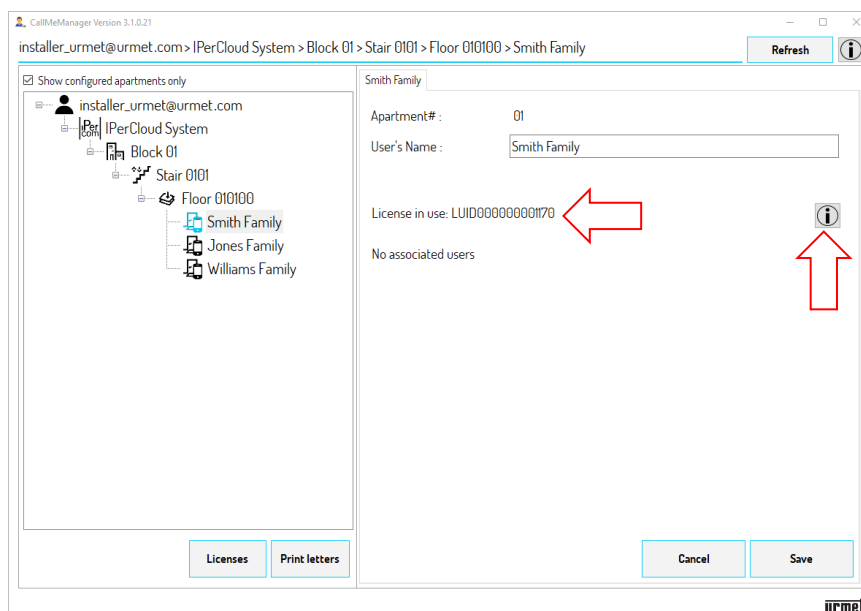 CallMeManager Version 3.1.0.21
installer_urmet@urmet.com > IPerCloud System > Block 01 > Stair 0101 > Floor 010100 > Smith Family
Refresh
Show configured apartments only
installer_urmet@urmet.com
IPer com IPerCloud System
Block 01
Stair 0101
Floor 010100
Smith Family
Jones Family
Williams Family
Licenses
Print letters
Smith Family
Apartment# : 01
User's Name : Smith Family
License in use: LUID000000001170
No associated users
Cancel
Save
urmet